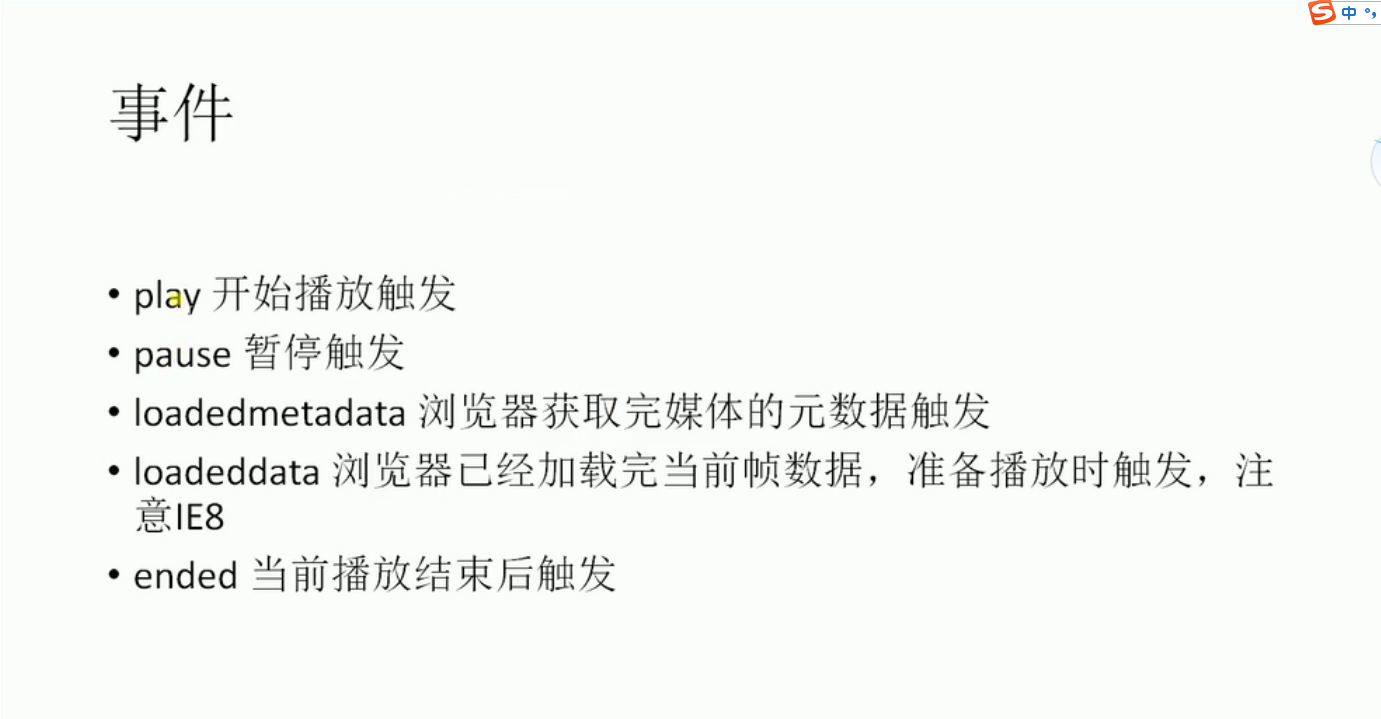 中 °,
事件
• play 开始播放触发
• pause 暂停触发
• loadedmetadata 浏览器获取完媒体的元数据触发
• loadeddata 浏览器已经加载完当前帧数据，准备播放时触发，注
意IE8
• ended 当前播放结束后触发